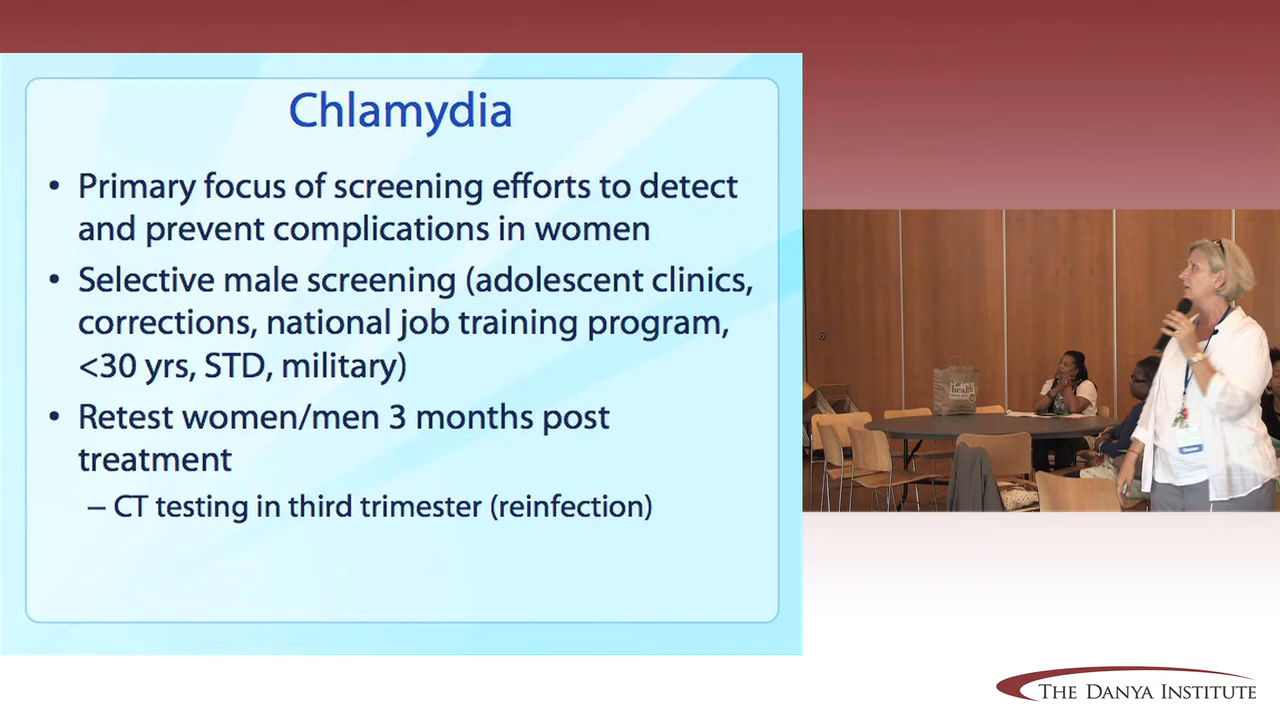 Chlamydia
• Primary focus of screening efforts to detect
and prevent complications in women
• Selective male screening (adolescent clinics,
corrections, national job training program,
<30 yrs, STD, military)
• Retest women/men 3 months post
treatment
– CT testing in third trimester (reinfection)
health
THE DANYA INSTITUTE